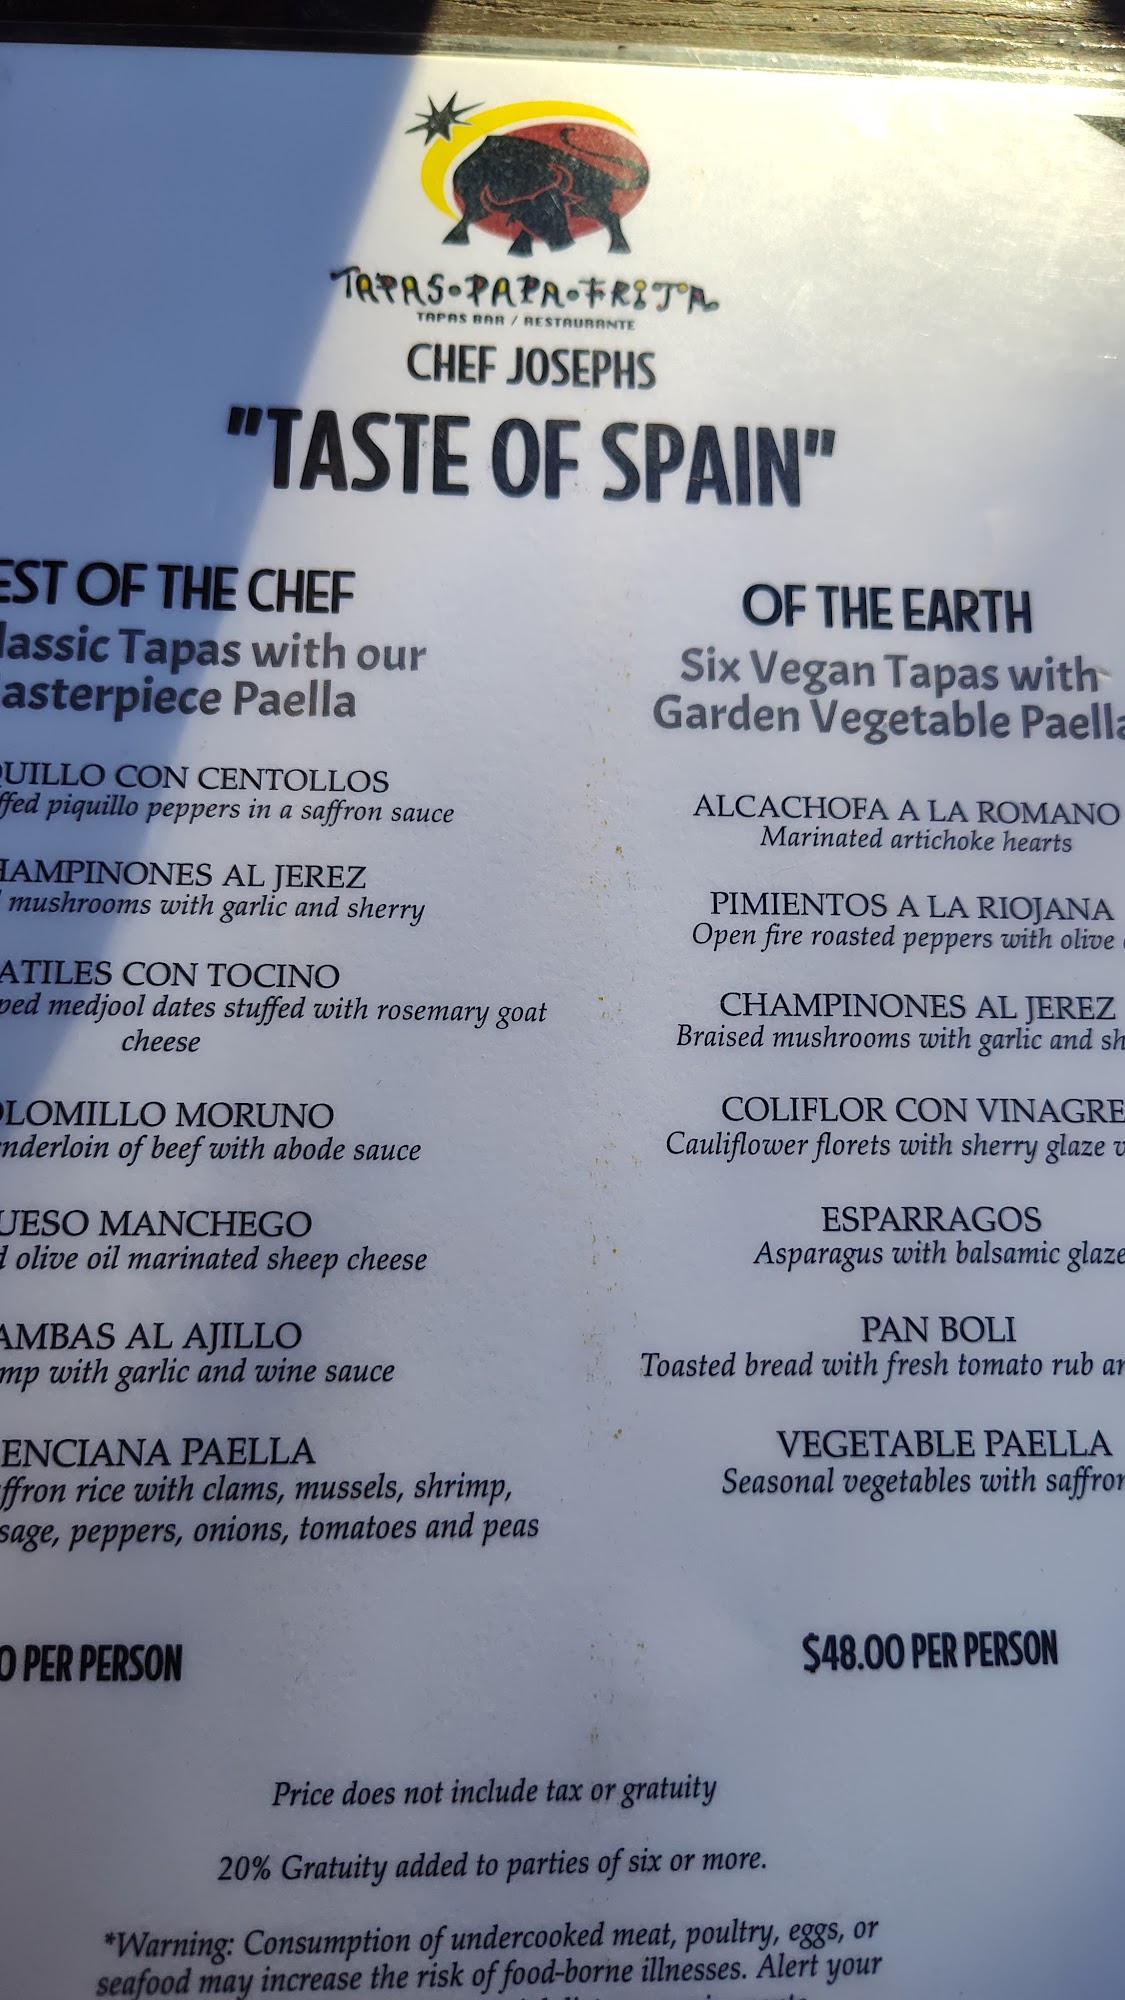 TAPAS•PAPA•FRITA
TAPAS BAR / RESTAURANTE
CHEF JOSEPHS
"TASTE OF SPAIN"
EST OF THE CHEF
lassic Tapas with our
asterpiece Paella
QUILLO CON CENTOLLOS
ffed piquillo peppers in a saffron sauce
HAMPINONES AL JEREZ
mushrooms with garlic and sherry
ATILES CON TOCINO
ped medjool dates stuffed with rosemary goat
cheese
OLOMILLO MORUNO
nderloin of beef with abode sauce
UESO MANCHEGO
d olive oil marinated sheep cheese
AMBAS AL AJILLO
mp with garlic and wine sauce
ENCIANA PAELLA
ffron rice with clams, mussels, shrimp,
sage, peppers, onions, tomatoes and peas
0 PER PERSON
OF THE EARTH
Six Vegan Tapas with
Garden Vegetable Paella
ALCACHOFA A LA ROMANO
Marinated artichoke hearts
PIMIENTOS A LA RIOJANA
Open fire roasted peppers with olive
CHAMPINONES AL JEREZ
Braised mushrooms with garlic and sh
COLIFLOR CON VINAGRE
Cauliflower florets with sherry glaze
ESPARRAGOS
Asparagus with balsamic glaze
PAN BOLI
Toasted bread with fresh tomato rub
VEGETABLE PAELLA
Seasonal vegetables with saffron
$48.00 PER PERSON
Price does not include tax or gratuity
20% Gratuity added to parties of six or more.
*Warning: Consumption of undercooked meat, poultry, eggs, or
seafood may increase the risk of food-borne illnesses. Alert your